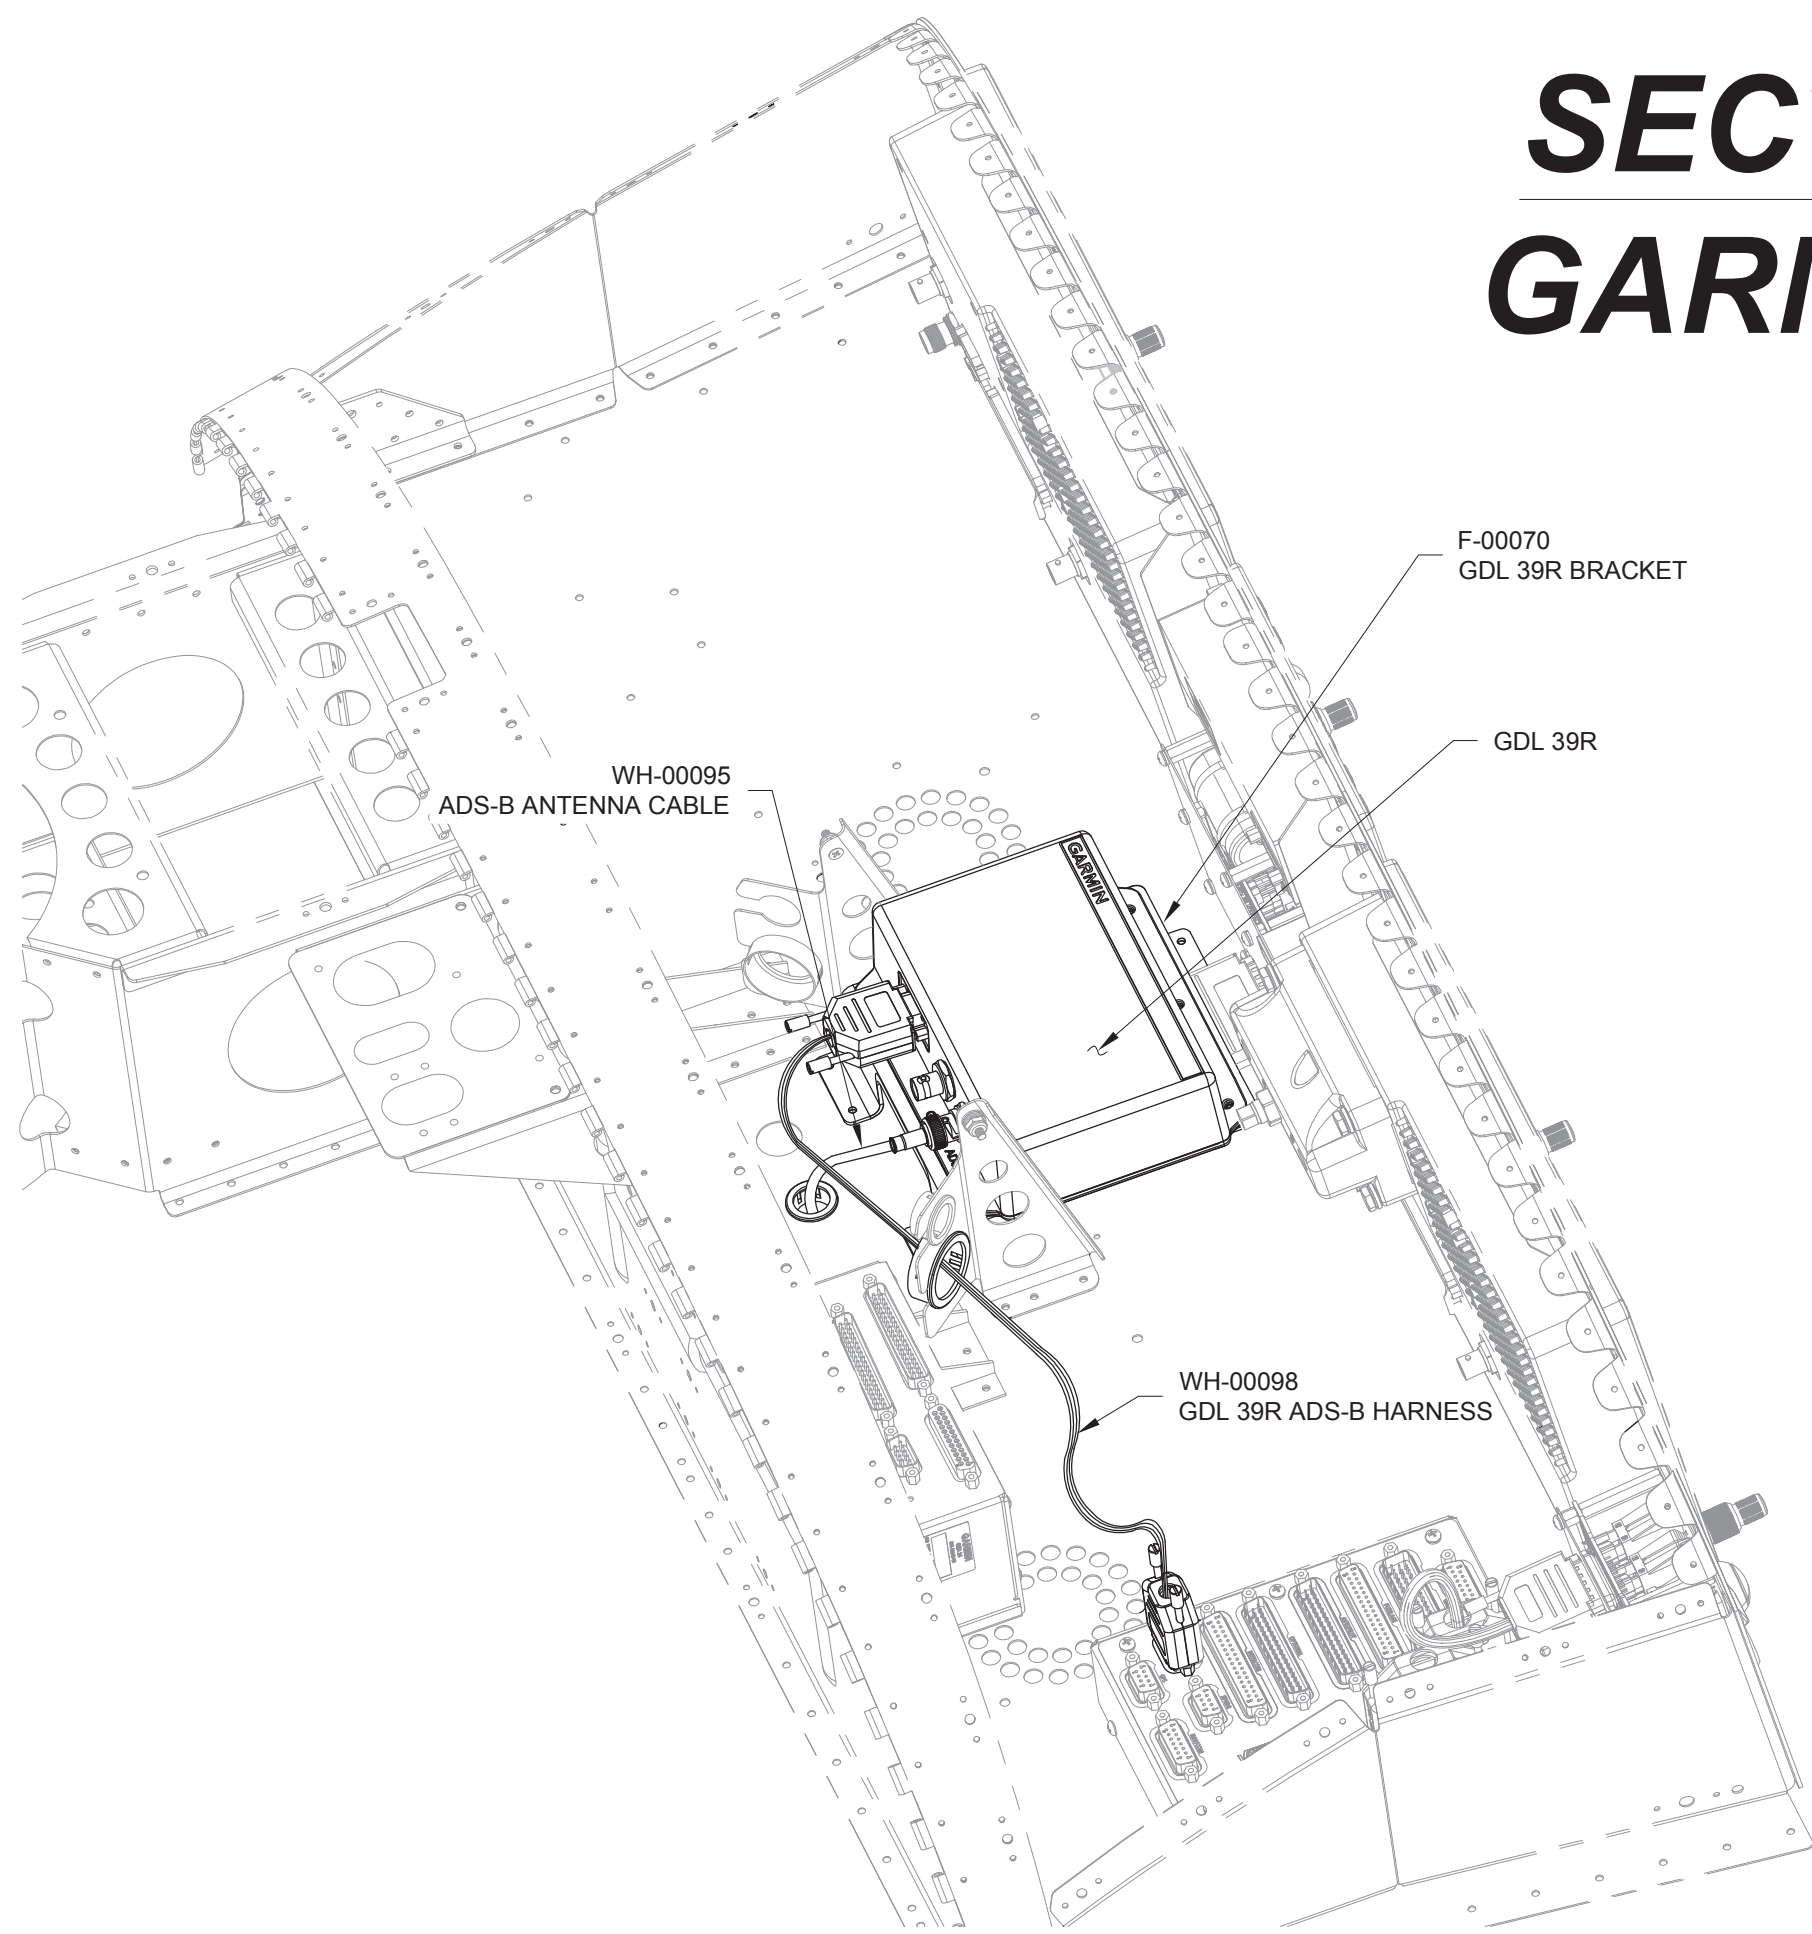 SEC
GARI
F-00070
GDL 39R BRACKET
GDL 39R
WH-00095
ADS-B ANTENNA CABLE
GARMIN
WH-00098
GDL 39R ADS-B HARNESS